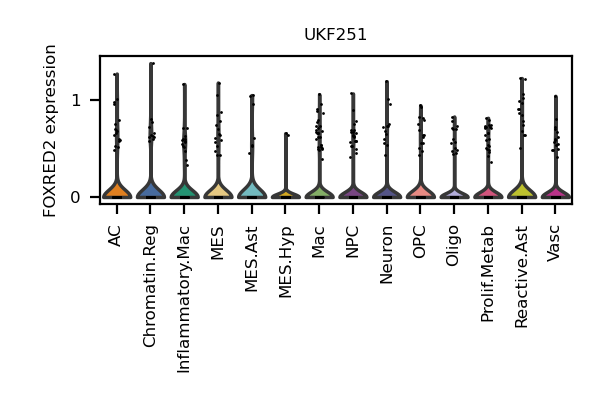 UKF251
FOXRED2 expression
1
0
AC
Chromatin.Reg
Inflammatory.Mac
MES
MES.Ast
MES.Hyp
Mac
NPC
Neuron
OPC
Oligo
Prolif.Metab
Reactive.Ast
Vasc